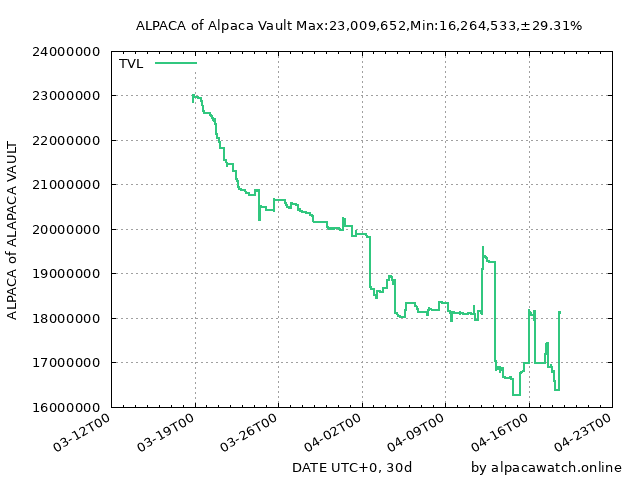 ALPACA of Alpaca Vault Max:23,009,652,Min:16,264,533,±29.31%
TVL
24000000
23000000
22000000
21000000
20000000
19000000
18000000
17000000
16000000
ALPACA of ALAPACA VAULT
03-12T00
03-19T00
03-26T00
04-02T00
04-09T00
04-16T00
04-23T00
DATE UTC+0, 30d
by alpacawatch.online